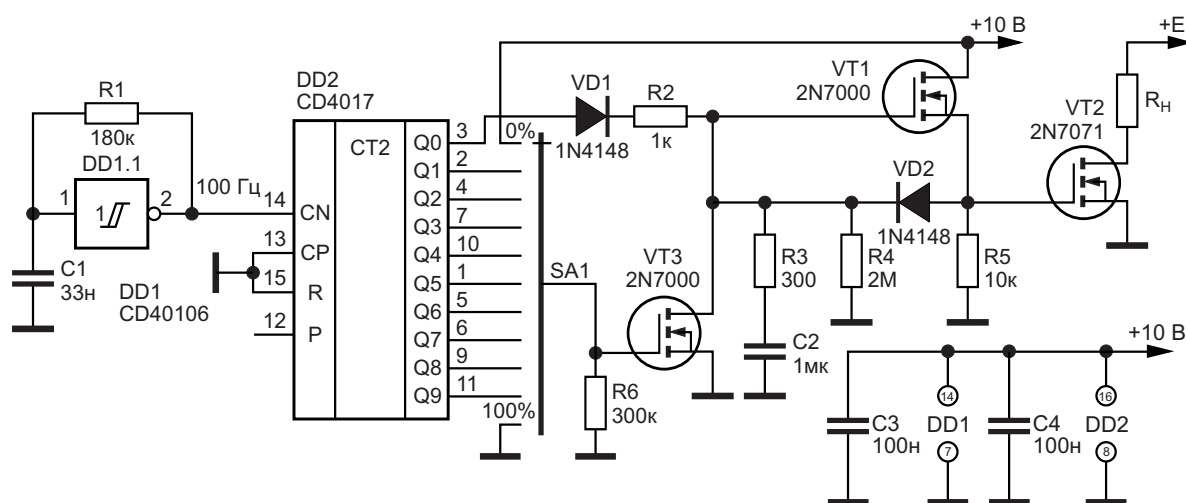 +10 В
+E
R1
180к
DD1.1
1
1
2
100 Гц
C1
33н
DD1
CD40106
DD2
CD4017
14
CN
13
CP
15
R
12
P
CT2
Q0
3
Q1
2
Q2
4
Q3
7
Q4
10
Q5
1
Q6
5
Q7
6
Q8
9
Q9
11
0%
100%
SA1
VD1
1N4148
R2
1к
VT1
2N7000
VT2
2N7071
RН
VD2
1N4148
VT3
2N7000
R3
300
R4
2М
R5
10к
C2
1мк
R6
300к
+10 В
C3
100н
14
DD1
7
C4
100н
16
DD2
8